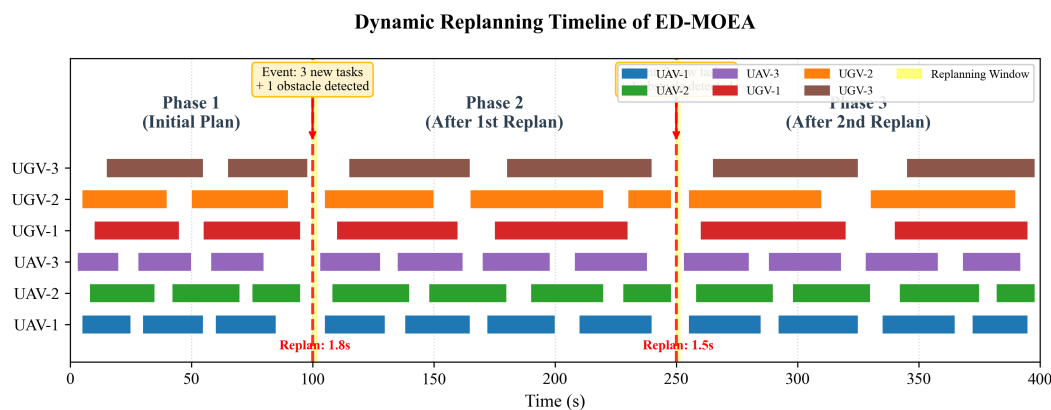 Dynamic Replanning Timeline of ED-MOEA
Event: 3 new tasks
+ 1 obstacle detected
UAV-1
UAV-2
UAV-3
UGV-1
UGV-2
UGV-3
Replanning Window
Phase 1
(Initial Plan)
Phase 2
(After 1st Replan)
Phase 3
(After 2nd Replan)
UGV-3
UGV-2
UGV-1
UAV-3
UAV-2
UAV-1
Replan: 1.8s
Replan: 1.5s
0
50
100
150
200
250
300
350
400
Time (s)